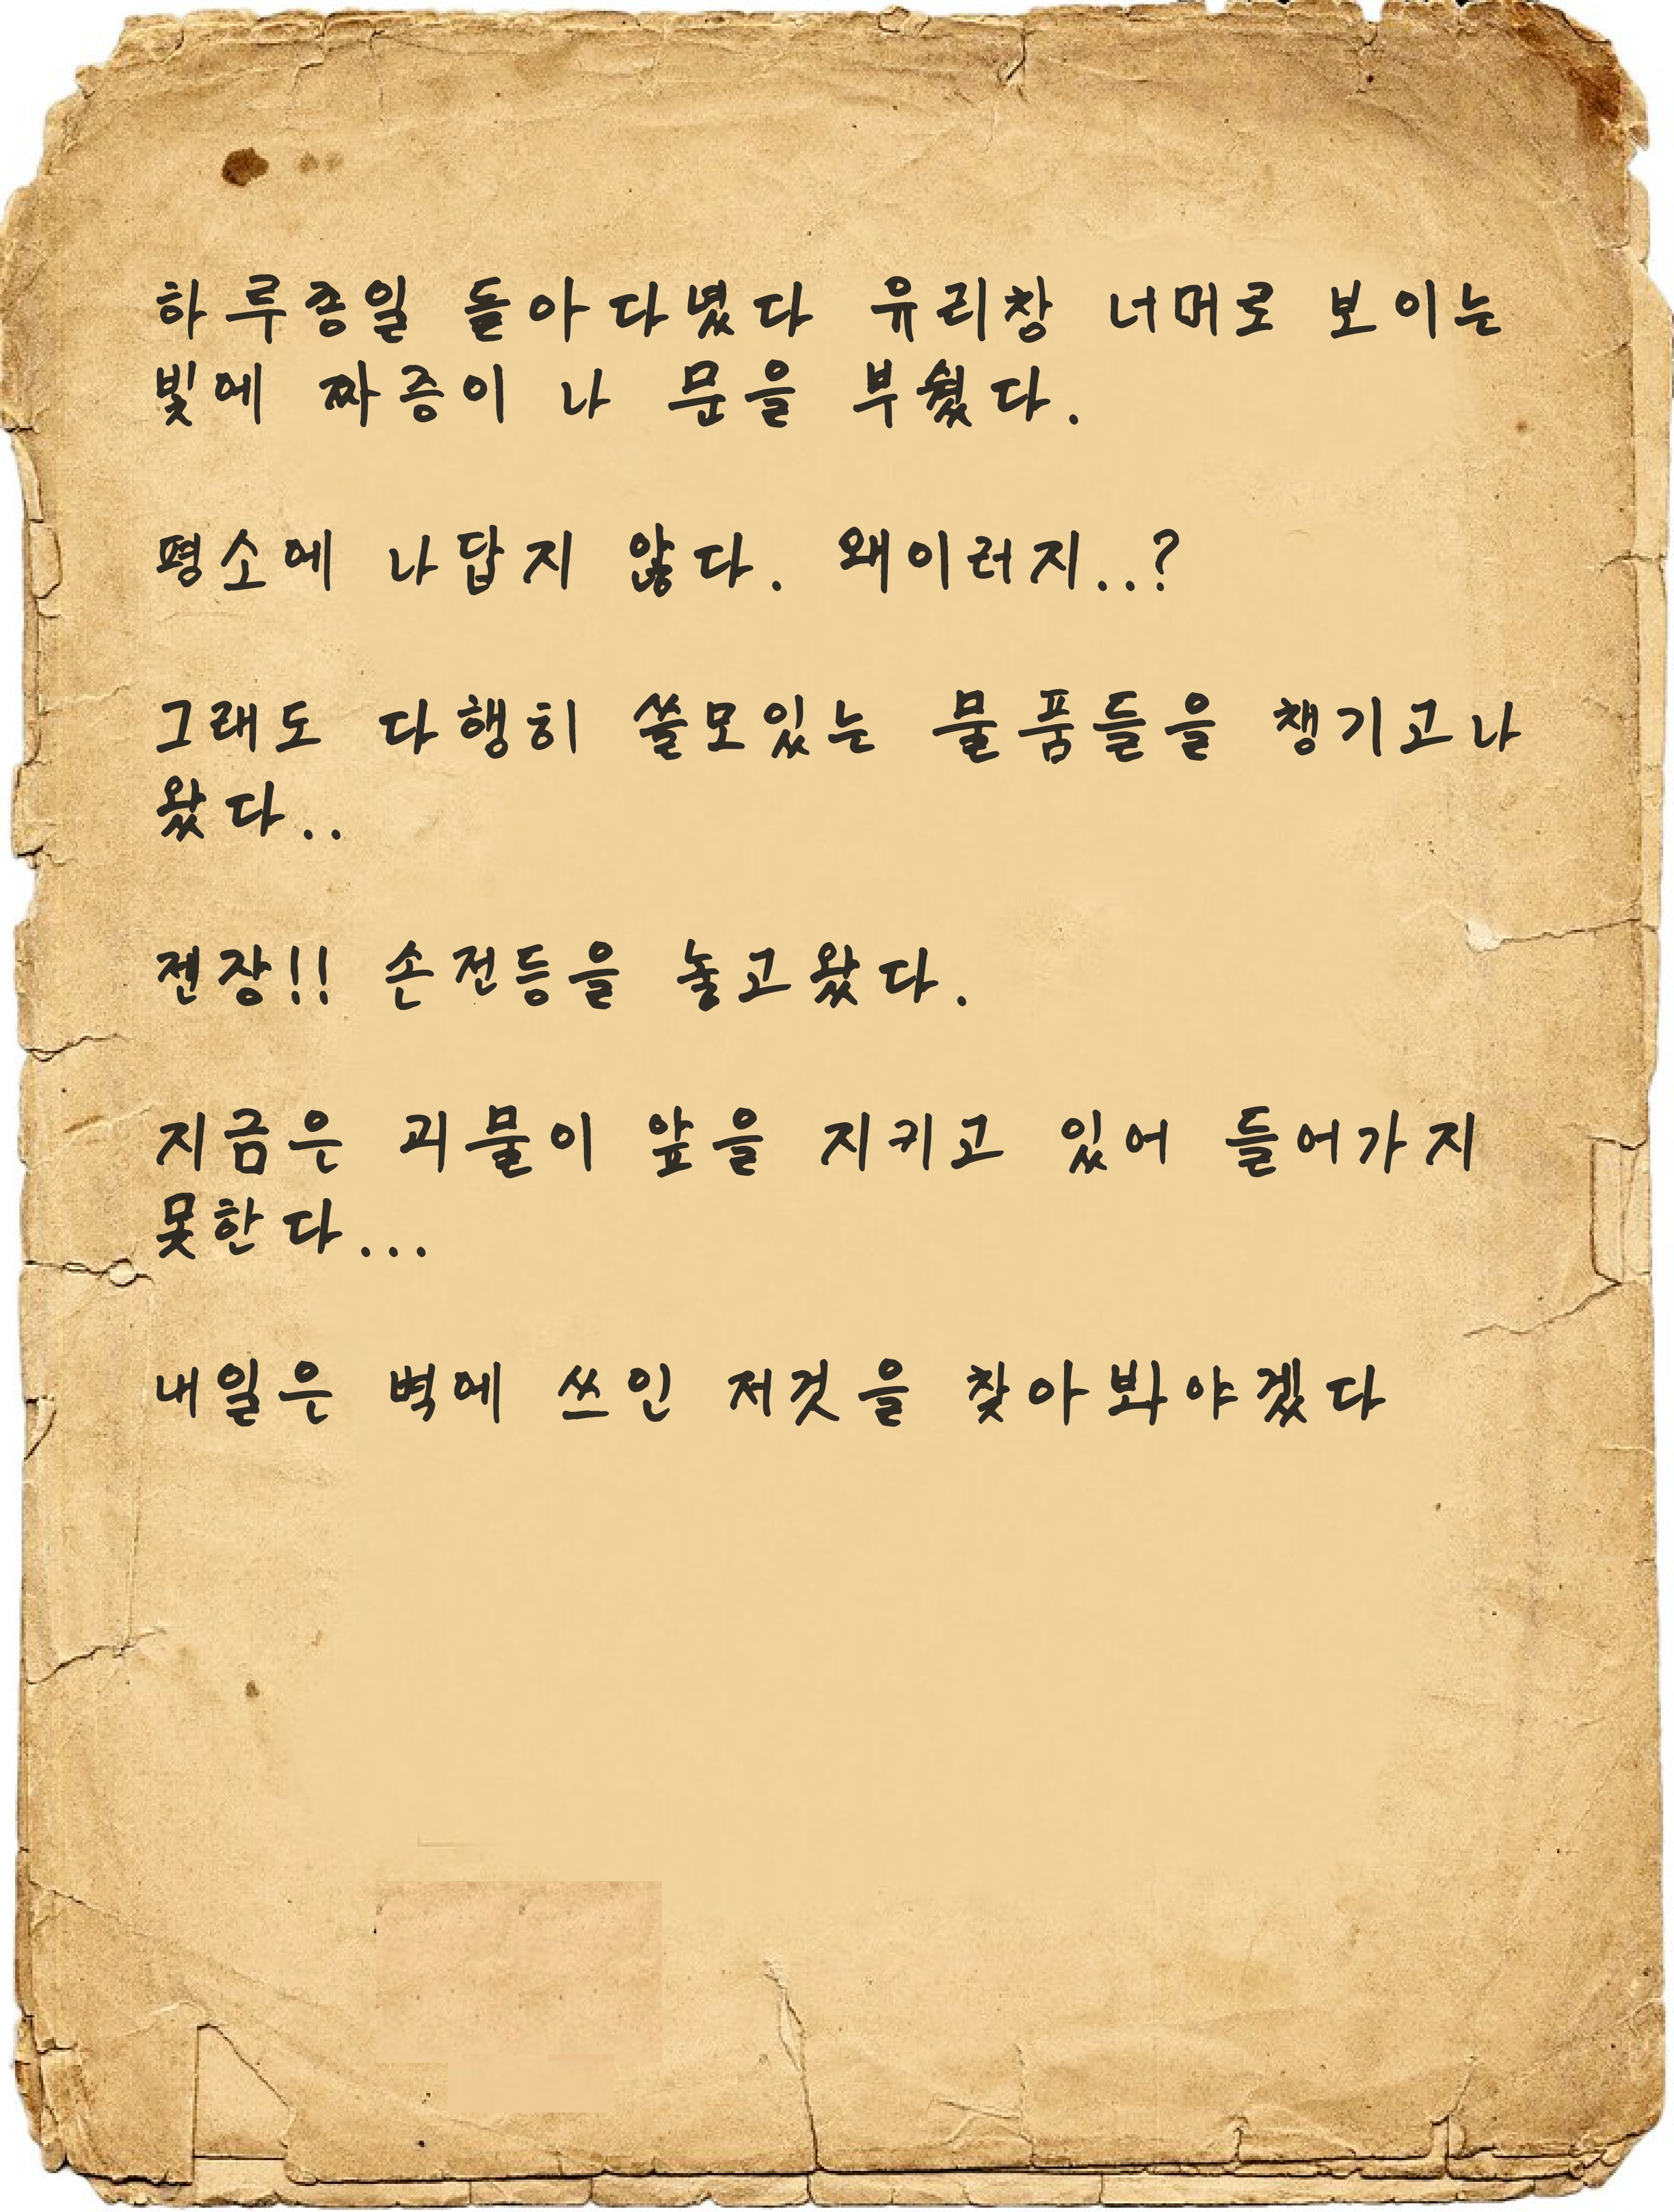 하루종일 돌아다녔다 유리창 너머로 보이는
빛에 짜증이 나 문을 부쉈다.
평소에 나답지 않다. 왜이러지..?
그래도 다행히 쓸모있는 물품들을 챙기고나
왔다..
젠장!! 손전등을 놓고왔다.
지금은 괴물이 앞을 지키고 있어 들어가지
못한다...
내일은 벽에 쓰인 저것을 찾아봐야겠다